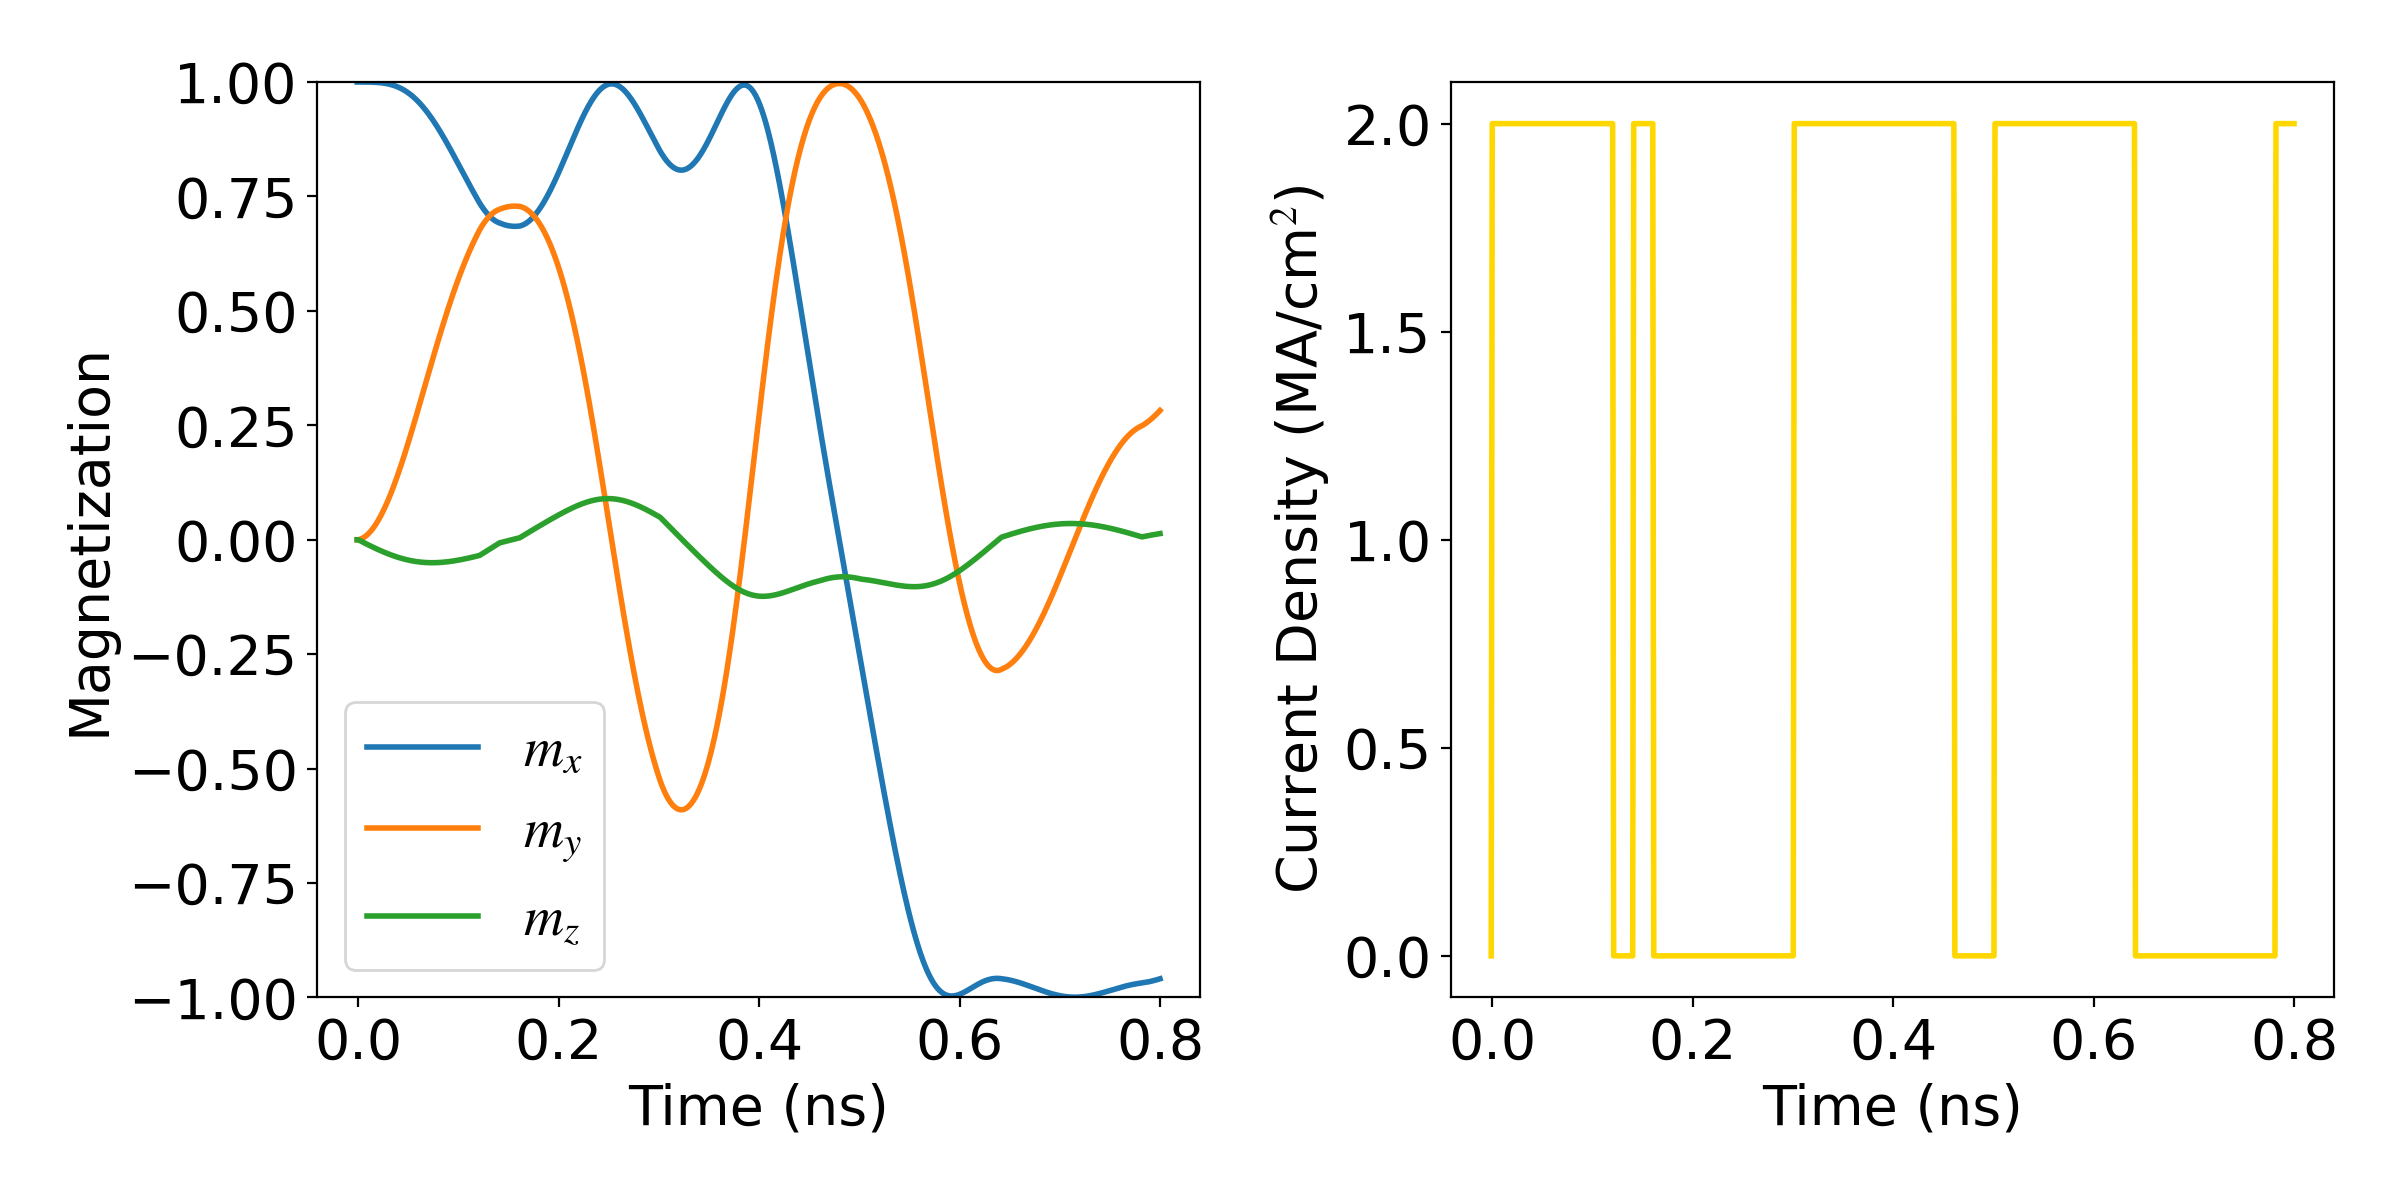 Magnetization
1.00
0.75
0.50
0.25
0.00
−0.25
−0.50
−0.75
−1.00
m_x
m_y
m_z
0.0 0.2 0.4 0.6 0.8
Time (ns)
Current Density (MA/cm²)
2.0
1.5
1.0
0.5
0.0
0.0 0.2 0.4 0.6 0.8
Time (ns)